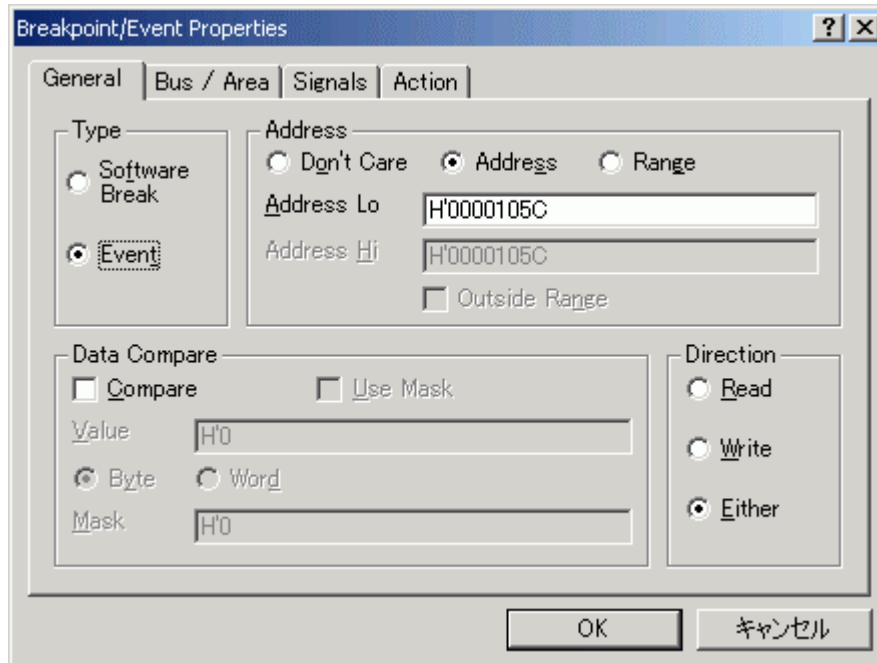 Breakpoint/Event Properties
General
Bus / Area
Signals
Action
Type
Software
Break
Event
Address
Don't Care
Address
Range
Address Lo
H'0000105C
Address Hi
H'0000105C
Outside Range
Data Compare
Compare
Use Mask
Value
H'0
Byte
Word
Mask
H'0
Direction
Read
Write
Either
OK
キャンセル